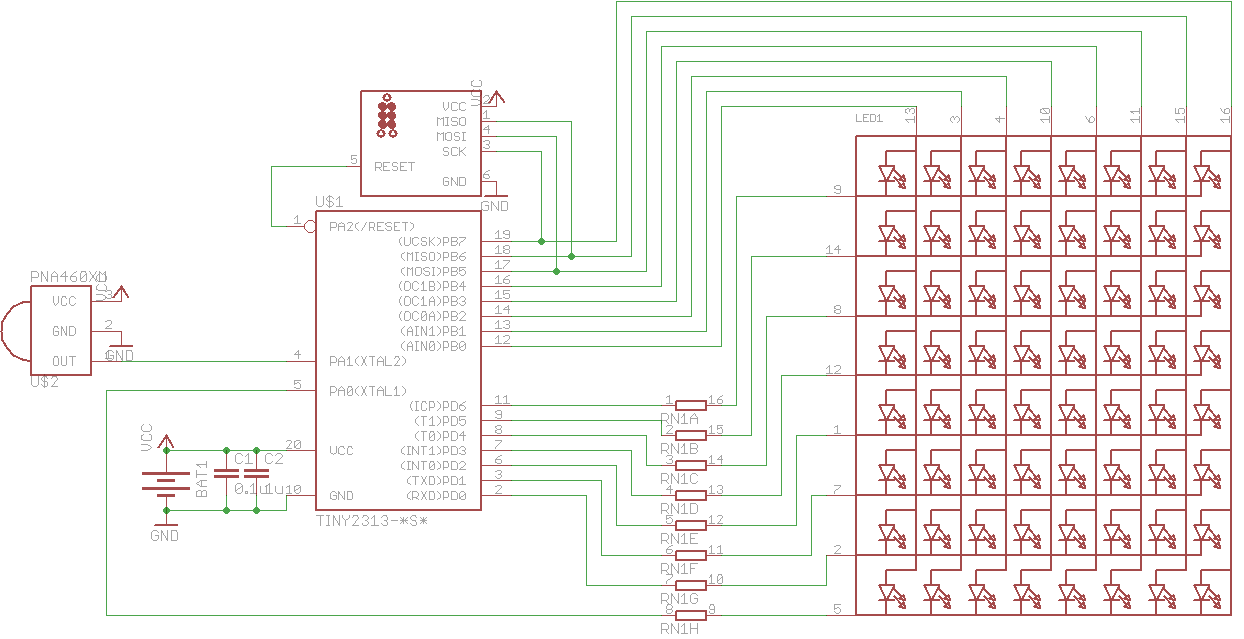 LED1
13
3
4
10
6
11
15
16
VCC
VCC 2
MISO 1
MOSI 4
SCK 3
5 RESET
GND 6
GND
U$1
1 PA2(/RESET)
(UCSK)PB7 19
(MISO)PB6 18
(MOSI)PB5 17
(OC1B)PB4 16
(OC1A)PB3 15
(OC0A)PB2 14
(AIN1)PB1 13
(AIN0)PB0 12
4 PA1(XTAL2)
5 PA0(XTAL1)
(ICP)PD6 11
(T1)PD5 9
(T0)PD4 8
(INT1)PD3 7
(INT0)PD2 6
(TXD)PD1 3
(RXD)PD0 2
20 VCC
10 GND
TINY2313-*S*
PNA460XM
VCC
VCC 3
GND 2
GND
OUT 1
U$2
VCC
BAT1
C1 C2
0.1u 1u
GND
1 16
RN1A
2 15
RN1B
3 14
RN1C
4 13
RN1D
5 12
RN1E
6 11
RN1F
7 10
RN1G
8 9
RN1H
9
14
8
12
1
7
2
5